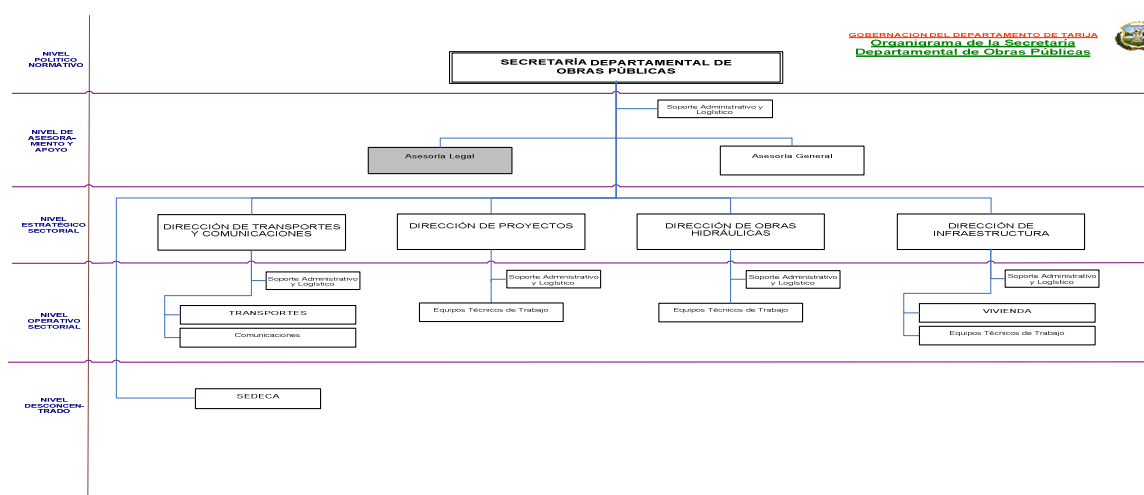 GOBERNACION DEL DEPARTAMENTO DE TARIJA
Organigrama de la Secretaría
Departamental de Obras Públicas
NIVEL
POLITICO
NORMATIVO
SECRETARÍA DEPARTAMENTAL DE
OBRAS PÚBLICAS
NIVEL DE
ASESORA-
MIENTO Y
APOYO
Soporte Administrativo y
Logístico
Asesoría Legal
Asesoría General
NIVEL
ESTRATÉGICO
SECTORIAL
DIRECCIÓN DE TRANSPORTES
Y COMUNICACIONES
DIRECCIÓN DE PROYECTOS
DIRECCIÓN DE OBRAS
HIDRÁULICAS
DIRECCIÓN DE
INFRAESTRUCTURA
NIVEL
OPERATIVO
SECTORIAL
Soporte Administrativo
y Logístico
TRANSPORTES
Comunicaciones
Soporte Administrativo
y Logístico
Equipos Técnicos de Trabajo
Soporte Administrativo
y Logístico
Equipos Técnicos de Trabajo
Soporte Administrativo
y Logístico
VIVIENDA
Equipos Técnicos de Trabajo
NIVEL
DESCONCEN-
TRADO
SEDECA